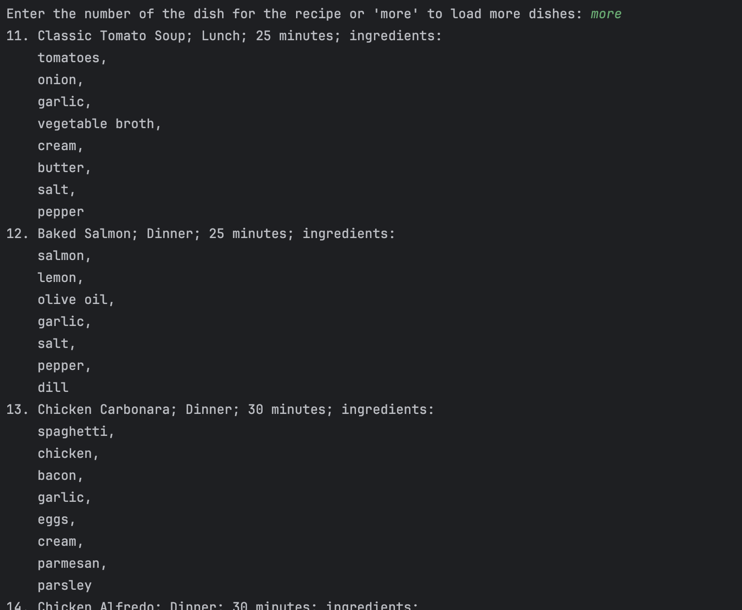 Enter the number of the dish for the recipe or 'more' to load more dishes: more
11. Classic Tomato Soup; Lunch; 25 minutes; ingredients:
tomatoes,
onion,
garlic,
vegetable broth,
cream,
butter,
salt,
pepper
12. Baked Salmon; Dinner; 25 minutes; ingredients:
salmon,
lemon,
olive oil,
garlic,
salt,
pepper,
dill
13. Chicken Carbonara; Dinner; 30 minutes; ingredients:
spaghetti,
chicken,
bacon,
garlic,
eggs,
cream,
parmesan,
parsley
14. Chicken Alfredo; Dinner; 30 minutes; ingredients: